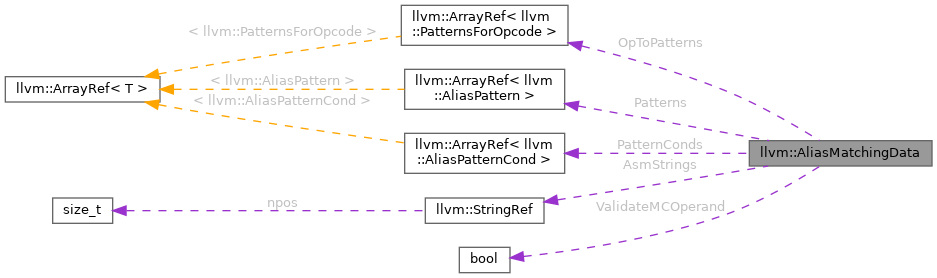 llvm::ArrayRef< llvm
::PatternsForOpcode >
< llvm::PatternsForOpcode >
OpToPatterns
llvm::ArrayRef< T >
< llvm::AliasPattern >
llvm::ArrayRef< llvm
::AliasPattern >
Patterns
< llvm::AliasPatternCond >
llvm::ArrayRef< llvm
::AliasPatternCond >
PatternConds
llvm::AliasMatchingData
AsmStrings
size_t
npos
llvm::StringRef
ValidateMCOperand
bool